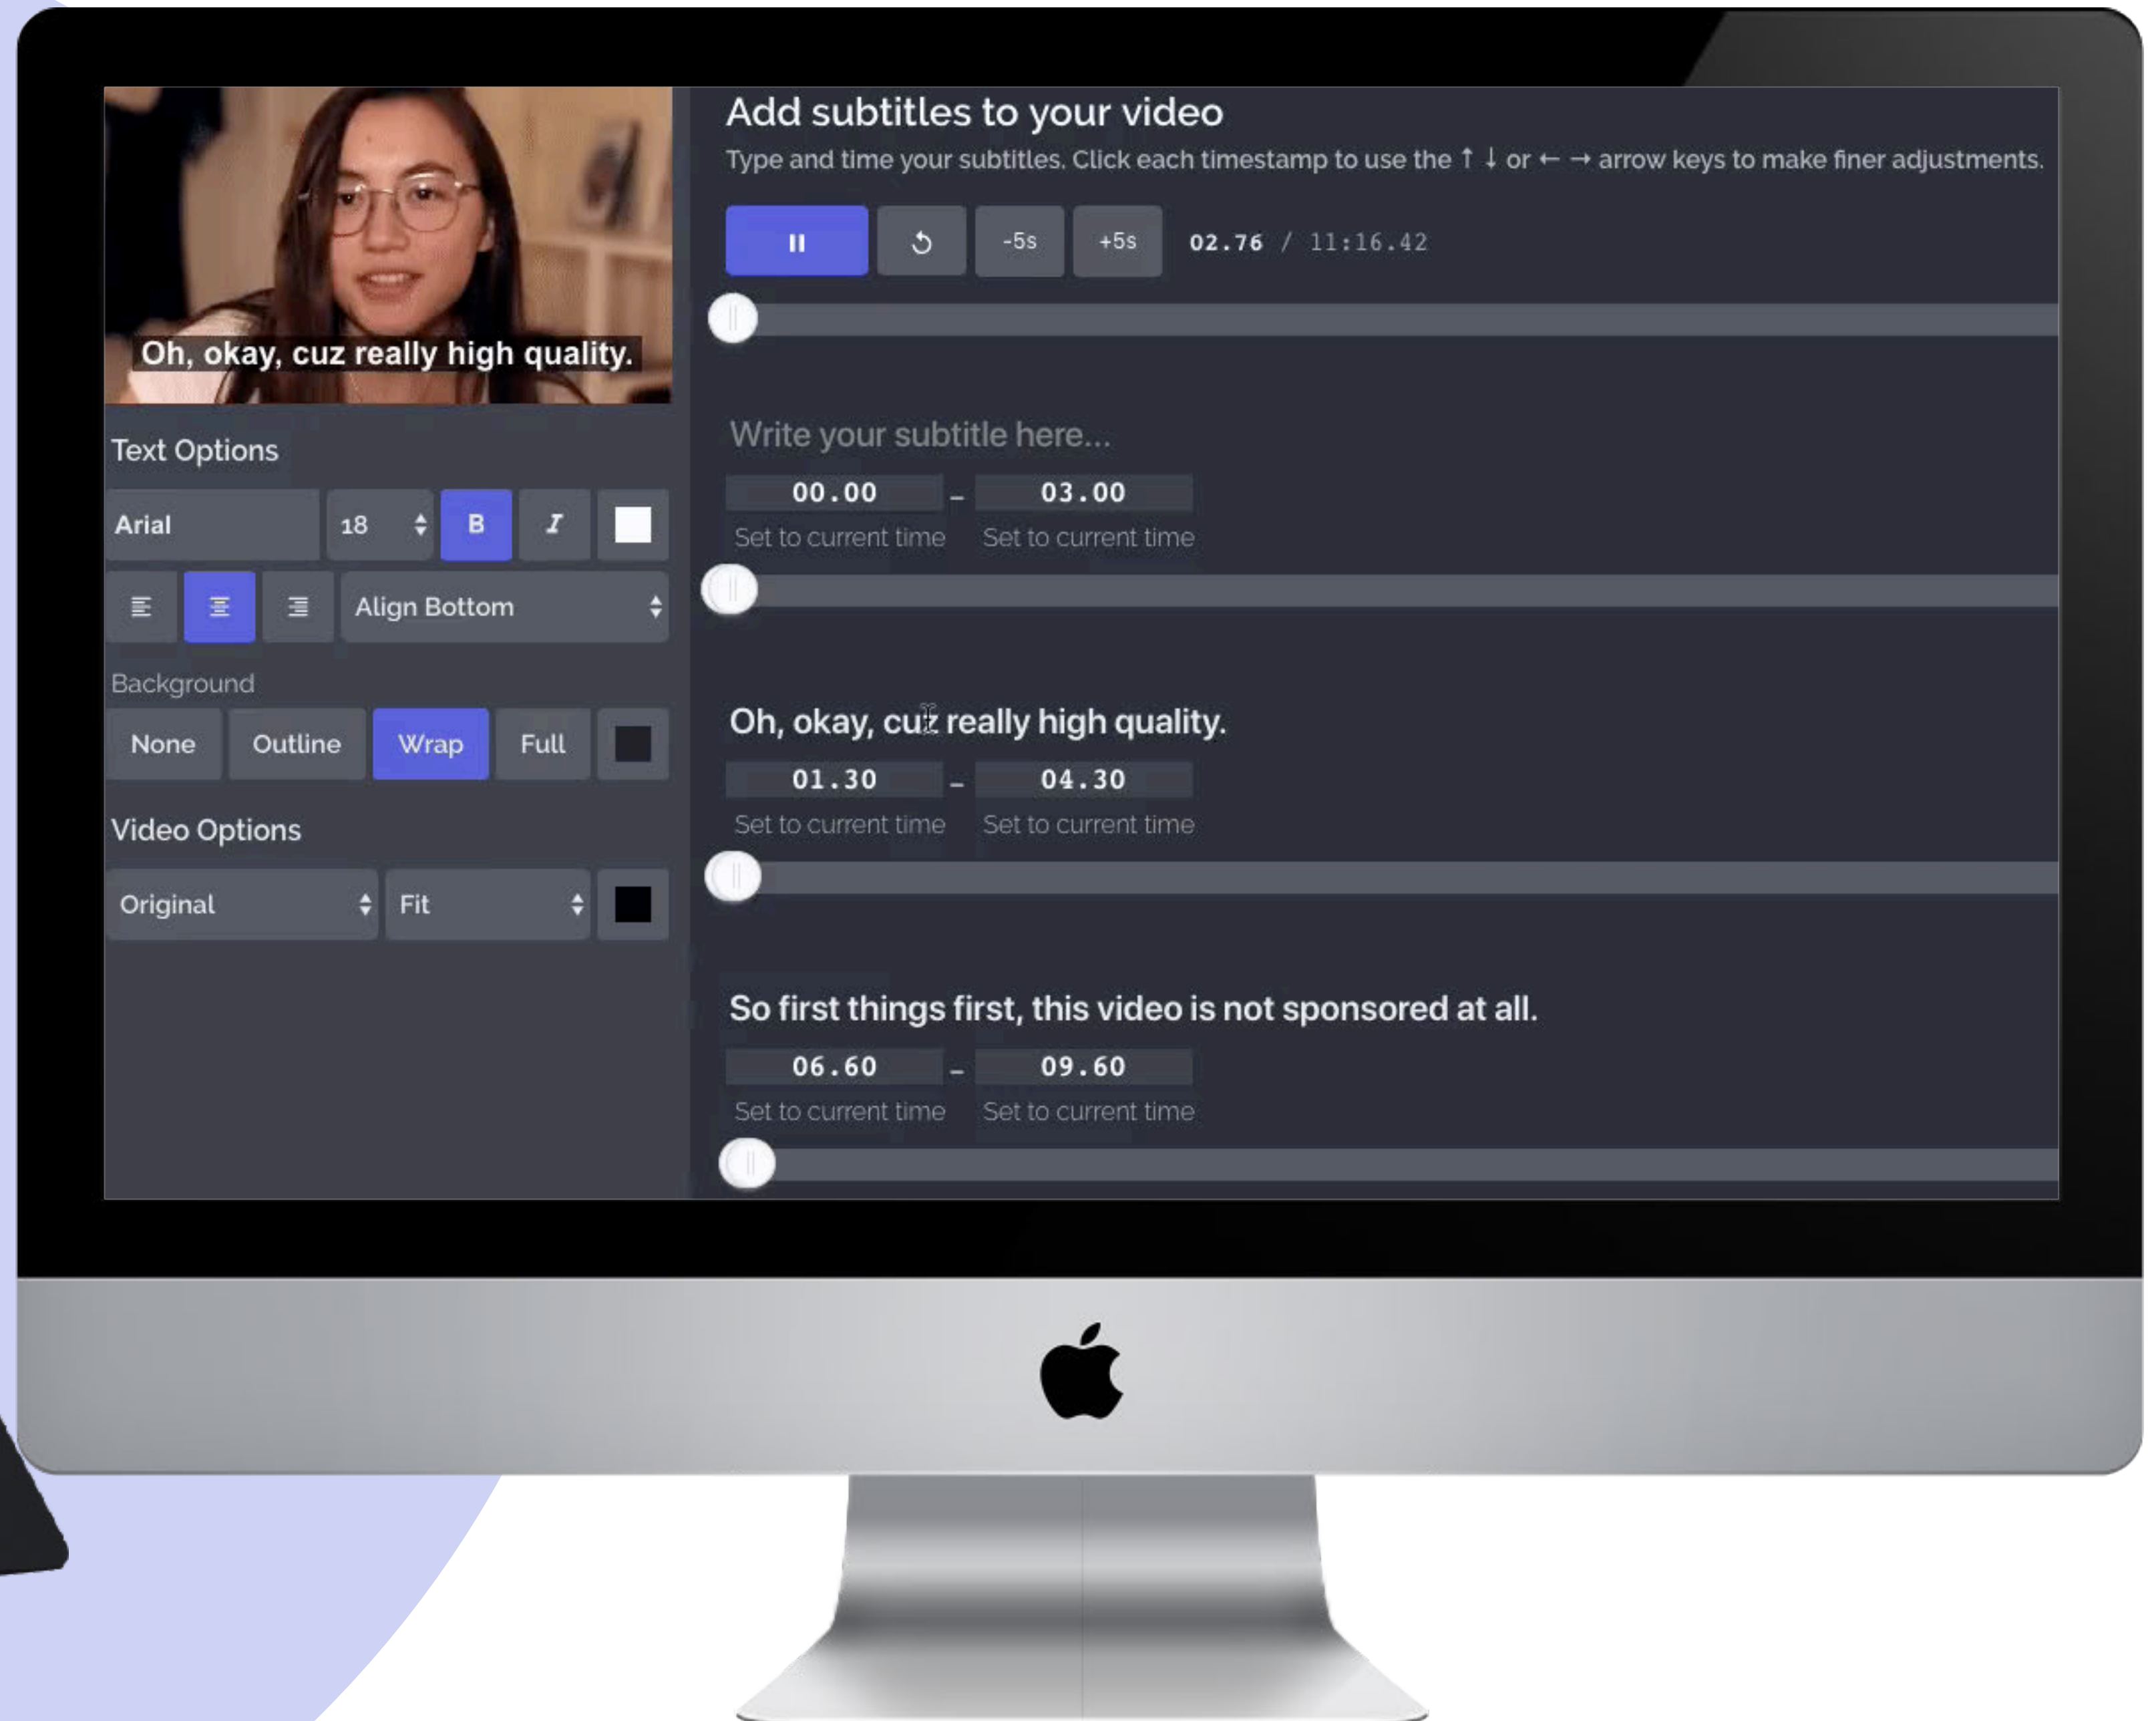 Oh, okay, cuz really high quality.
Text Options
Arial
18
B
I
Align Bottom
Background
None
Outline
Wrap
Full
Video Options
Original
Fit
Add subtitles to your video
Type and time your subtitles. Click each timestamp to use the ↑ ↓ or ← → arrow keys to make finer adjustments.
-5s
+5s
02.76 / 11:16.42
Write your subtitle here...
00.00 – 03.00
Set to current time Set to current time
Oh, okay, cuz really high quality.
01.30 – 04.30
Set to current time Set to current time
So first things first, this video is not sponsored at all.
06.60 – 09.60
Set to current time Set to current time